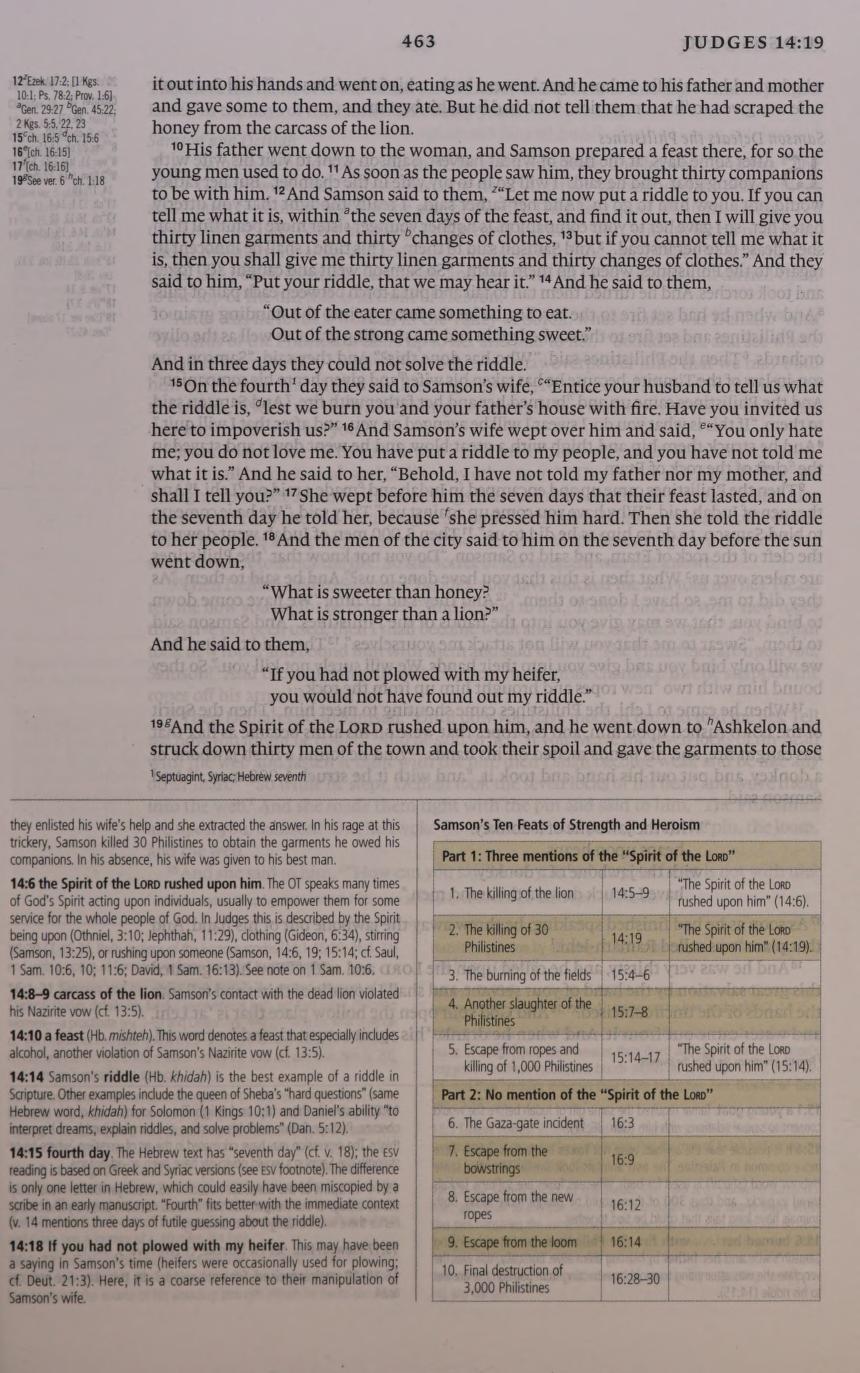 463 JUDGES 14:19
12ᶻEzek. 17:2; [1 Kgs.
10:1; Ps. 78:2; Prov. 1:6]
ᵃGen. 29:27 ᵇGen. 45:22;
2 Kgs. 5:5, 22, 23
15ᶜch. 16:5 ᵈch. 15:6
16ᵉ[ch. 16:15]
17ᶠ[ch. 16:16]
19ᵍSee ver. 6 ʰch. 1:18
it out into his hands and went on, eating as he went. And he came to his father and mother
and gave some to them, and they ate. But he did not tell them that he had scraped the
honey from the carcass of the lion.
¹⁰His father went down to the woman, and Samson prepared a feast there, for so the
young men used to do. ¹¹As soon as the people saw him, they brought thirty companions
to be with him. ¹²And Samson said to them, ᶻ“Let me now put a riddle to you. If you can
tell me what it is, within ᵃthe seven days of the feast, and find it out, then I will give you
thirty linen garments and thirty ᵇchanges of clothes, ¹³but if you cannot tell me what it
is, then you shall give me thirty linen garments and thirty changes of clothes.” And they
said to him, “Put your riddle, that we may hear it.” ¹⁴And he said to them,
“Out of the eater came something to eat.
Out of the strong came something sweet.”
And in three days they could not solve the riddle.
¹⁵On the fourth¹ day they said to Samson’s wife, ᶜ“Entice your husband to tell us what
the riddle is, ᵈlest we burn you and your father’s house with fire. Have you invited us
here to impoverish us?” ¹⁶And Samson’s wife wept over him and said, ᵉ“You only hate
me; you do not love me. You have put a riddle to my people, and you have not told me
what it is.” And he said to her, “Behold, I have not told my father nor my mother, and
shall I tell you?” ¹⁷She wept before him the seven days that their feast lasted, and on
the seventh day he told her, because ᶠshe pressed him hard. Then she told the riddle
to her people. ¹⁸And the men of the city said to him on the seventh day before the sun
went down,
“What is sweeter than honey?
What is stronger than a lion?”
And he said to them,
“If you had not plowed with my heifer,
you would not have found out my riddle.”
¹⁹ᵍAnd the Spirit of the LORD rushed upon him, and he went down to ʰAshkelon and
struck down thirty men of the town and took their spoil and gave the garments to those
¹ Septuagint, Syriac; Hebrew seventh
they enlisted his wife’s help and she extracted the answer. In his rage at this
trickery, Samson killed 30 Philistines to obtain the garments he owed his
companions. In his absence, his wife was given to his best man.
14:6 the Spirit of the LORD rushed upon him. The OT speaks many times
of God’s Spirit acting upon individuals, usually to empower them for some
service for the whole people of God. In Judges this is described by the Spirit
being upon (Othniel, 3:10; Jephthah, 11:29), clothing (Gideon, 6:34), stirring
(Samson, 13:25), or rushing upon someone (Samson, 14:6, 19; 15:14; cf. Saul,
1 Sam. 10:6, 10; 11:6; David, 1 Sam. 16:13). See note on 1 Sam. 10:6.
14:8–9 carcass of the lion. Samson’s contact with the dead lion violated
his Nazirite vow (cf. 13:5).
14:10 a feast (Hb. mishteh). This word denotes a feast that especially includes
alcohol, another violation of Samson’s Nazirite vow (cf. 13:5).
14:14 Samson’s riddle (Hb. khidah) is the best example of a riddle in
Scripture. Other examples include the queen of Sheba’s “hard questions” (same
Hebrew word, khidah) for Solomon (1 Kings 10:1) and Daniel’s ability “to
interpret dreams, explain riddles, and solve problems” (Dan. 5:12).
14:15 fourth day. The Hebrew text has “seventh day” (cf. v. 18); the ESV
reading is based on Greek and Syriac versions (see ESV footnote). The difference
is only one letter in Hebrew, which could easily have been miscopied by a
scribe in an early manuscript. “Fourth” fits better with the immediate context
(v. 14 mentions three days of futile guessing about the riddle).
14:18 If you had not plowed with my heifer. This may have been
a saying in Samson’s time (heifers were occasionally used for plowing;
cf. Deut. 21:3). Here, it is a coarse reference to their manipulation of
Samson’s wife.
Samson’s Ten Feats of Strength and Heroism
Part 1: Three mentions of the “Spirit of the LORD”
1. The killing of the lion 14:5–9 “The Spirit of the LORD
rushed upon him” (14:6).
2. The killing of 30
Philistines 14:19 “The Spirit of the LORD
rushed upon him” (14:19).
3. The burning of the fields 15:4–6
4. Another slaughter of the
Philistines 15:7–8
5. Escape from ropes and
killing of 1,000 Philistines 15:14–17 “The Spirit of the LORD
rushed upon him” (15:14).
Part 2: No mention of the “Spirit of the LORD”
6. The Gaza-gate incident 16:3
7. Escape from the
bowstrings 16:9
8. Escape from the new
ropes 16:12
9. Escape from the loom 16:14
10. Final destruction of
3,000 Philistines 16:28–30